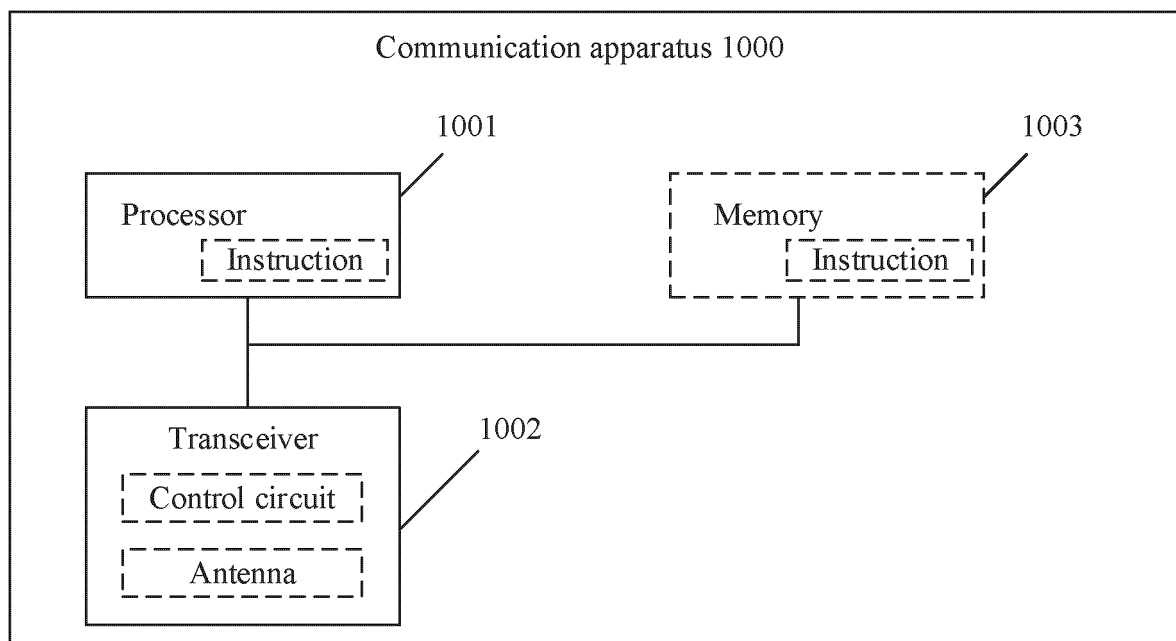 Communication apparatus 1000
1001
1003
Processor
Instruction
Memory
Instruction
1002
Transceiver
Control circuit
Antenna